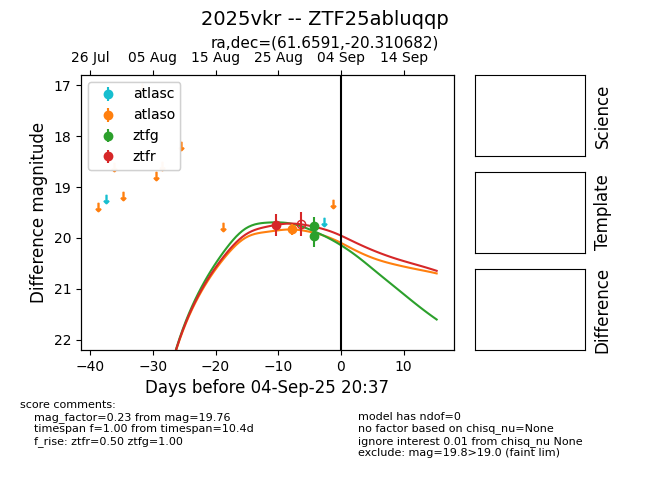 2025vkr -- ZTF25abluqqp
ra,dec=(61.6591,-20.310682)
26 Jul 05 Aug 15 Aug 25 Aug 04 Sep 14 Sep
atlasc
atlaso
ztfg
ztfr
17
18
19
20
21
22
Difference magnitude
−40 −30 −20 −10 0 10
Days before 04-Sep-25 20:37
Science
Template
Difference
score comments:
mag_factor=0.23 from mag=19.76
timespan f=1.00 from timespan=10.4d
f_rise: ztfr=0.50 ztfg=1.00
model has ndof=0
no factor based on chisq_nu=None
ignore interest 0.01 from chisq_nu None
exclude: mag=19.8>19.0 (faint lim)